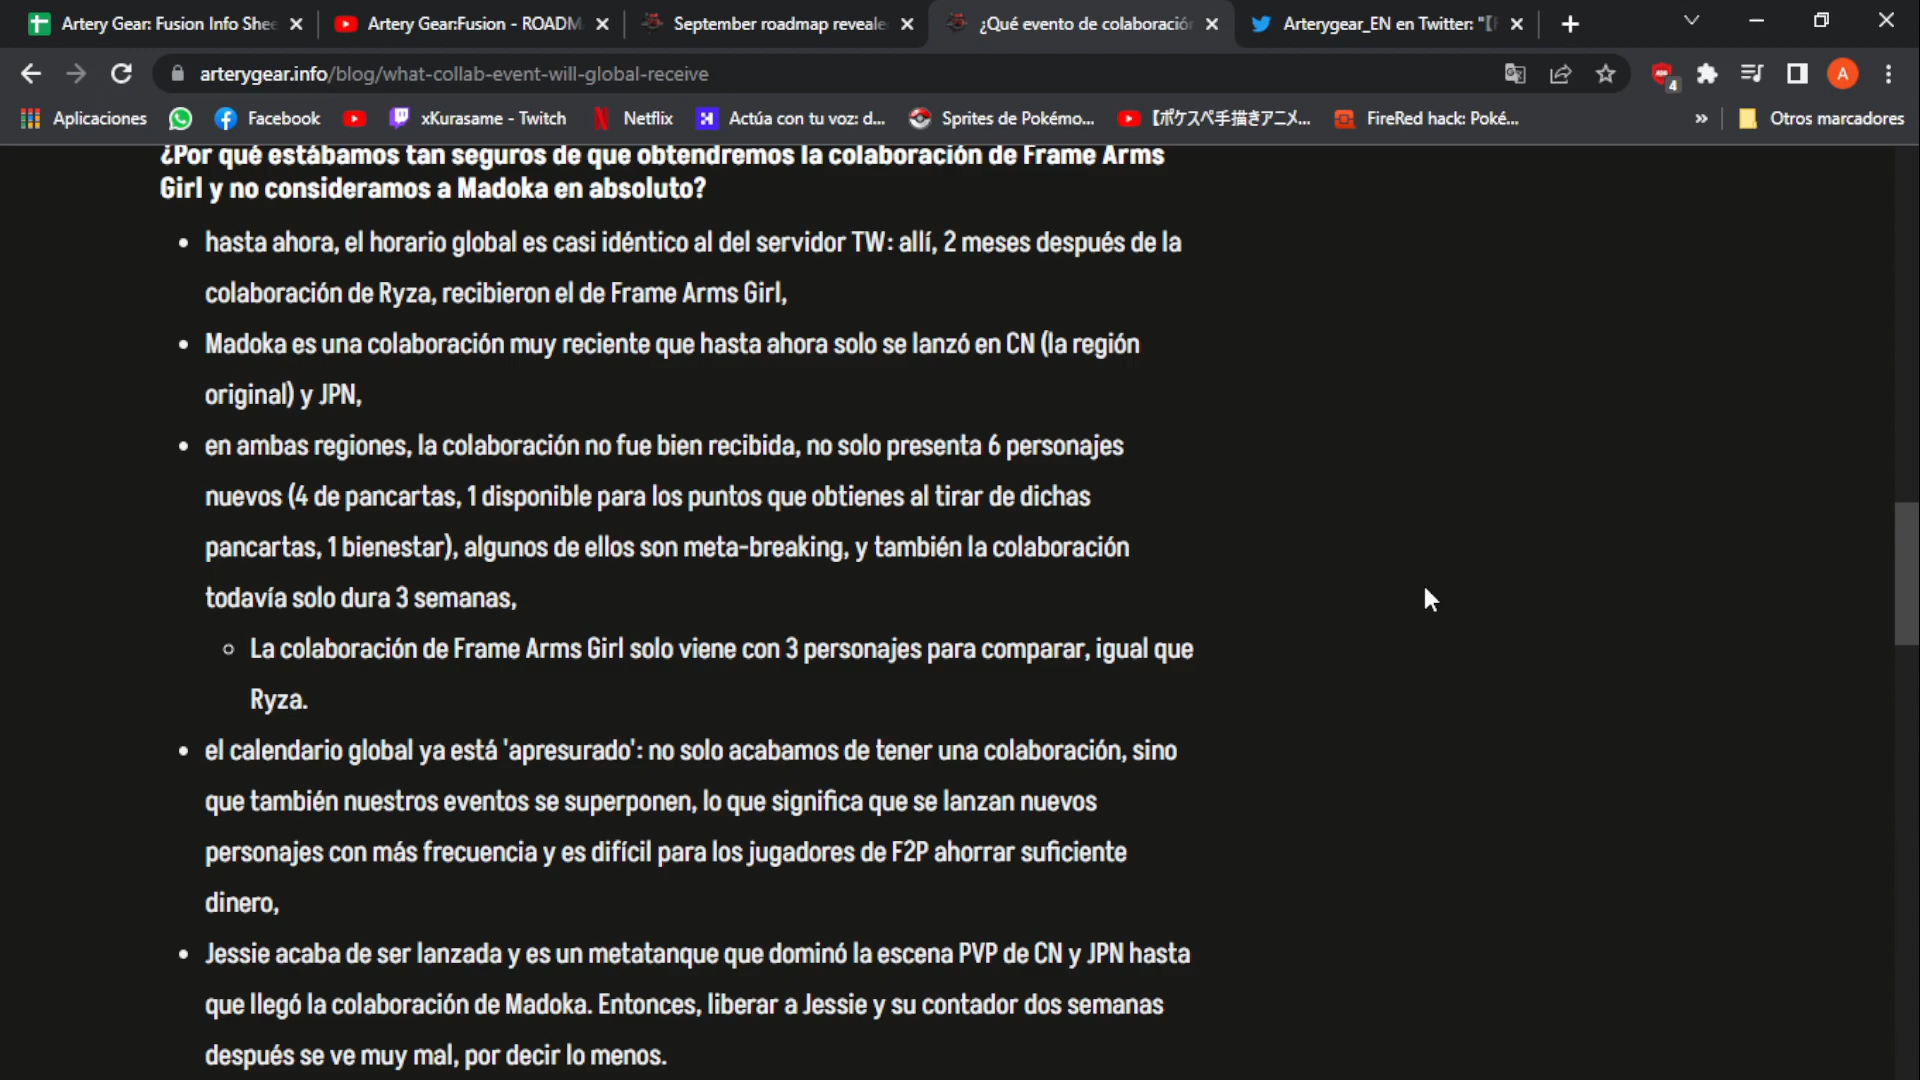 Artery Gear: Fusion Info Shee
Artery Gear:Fusion - ROADM
September roadmap reveale
¿Qué evento de colaboració
Arterygear_EN en Twitter: "[
arterygear.info/blog/what-collab-event-will-global-receive
4
A
Aplicaciones
Facebook
xKurasame - Twitch
Netflix
Actúa con tu voz: d...
Sprites de Pokémo...
【ポケスペ手描きアニメ...
FireRed hack: Poké...
»
Otros marcadores
¿Por qué estábamos tan seguros de que obtendremos la colaboración de Frame Arms
Girl y no consideramos a Madoka en absoluto?
hasta ahora, el horario global es casi idéntico al del servidor TW: allí, 2 meses después de la
colaboración de Ryza, recibieron el de Frame Arms Girl,
Madoka es una colaboración muy reciente que hasta ahora solo se lanzó en CN (la región
original) y JPN,
en ambas regiones, la colaboración no fue bien recibida, no solo presenta 6 personajes
nuevos (4 de pancartas, 1 disponible para los puntos que obtienes al tirar de dichas
pancartas, 1 bienestar), algunos de ellos son meta-breaking, y también la colaboración
todavía solo dura 3 semanas,
La colaboración de Frame Arms Girl solo viene con 3 personajes para comparar, igual que
Ryza.
el calendario global ya está 'apresurado': no solo acabamos de tener una colaboración, sino
que también nuestros eventos se superponen, lo que significa que se lanzan nuevos
personajes con más frecuencia y es difícil para los jugadores de F2P ahorrar suficiente
dinero,
Jessie acaba de ser lanzada y es un metatanque que dominó la escena PVP de CN y JPN hasta
que llegó la colaboración de Madoka. Entonces, liberar a Jessie y su contador dos semanas
después se ve muy mal, por decir lo menos.